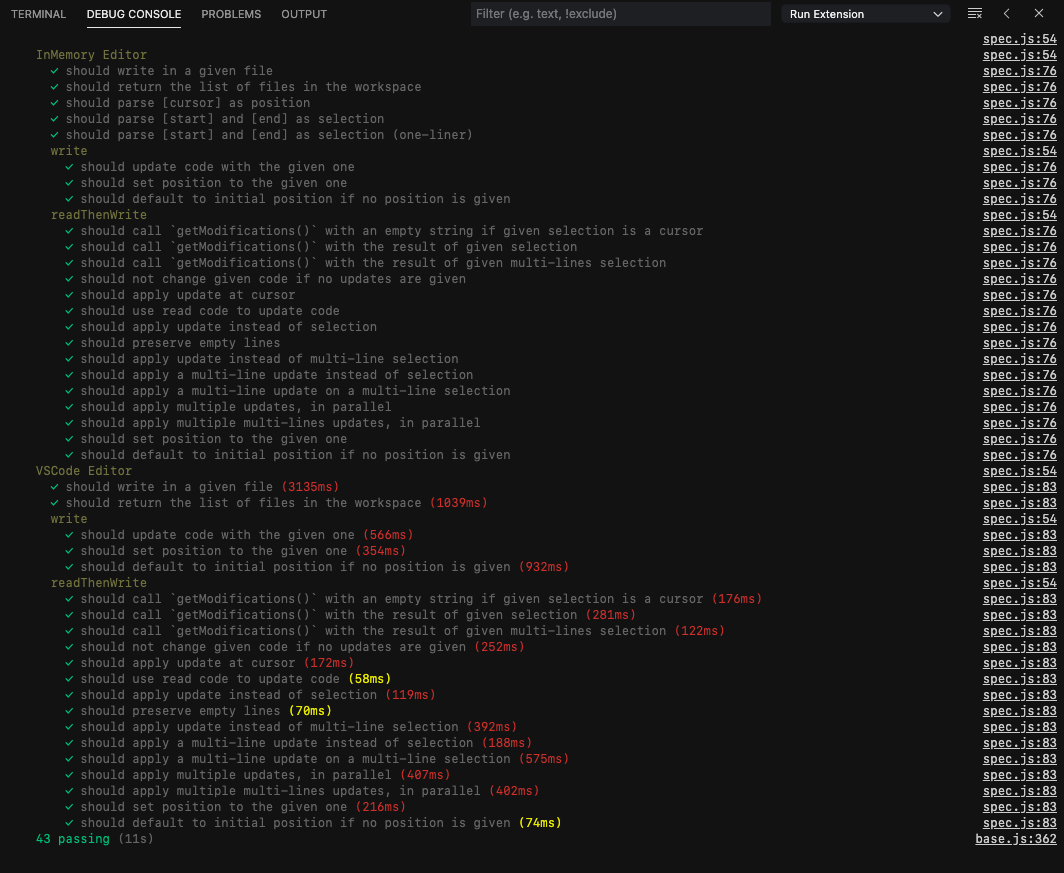 TERMINAL DEBUG CONSOLE PROBLEMS OUTPUT Filter (e.g. text, !exclude) Run Extension
spec.js:54
InMemory Editor spec.js:54
✓ should write in a given file spec.js:76
✓ should return the list of files in the workspace spec.js:76
✓ should parse [cursor] as position spec.js:76
✓ should parse [start] and [end] as selection spec.js:76
✓ should parse [start] and [end] as selection (one-liner) spec.js:76
write spec.js:54
✓ should update code with the given one spec.js:76
✓ should set position to the given one spec.js:76
✓ should default to initial position if no position is given spec.js:76
readThenWrite spec.js:54
✓ should call `getModifications()` with an empty string if given selection is a cursor spec.js:76
✓ should call `getModifications()` with the result of given selection spec.js:76
✓ should call `getModifications()` with the result of given multi-lines selection spec.js:76
✓ should not change given code if no updates are given spec.js:76
✓ should apply update at cursor spec.js:76
✓ should use read code to update code spec.js:76
✓ should apply update instead of selection spec.js:76
✓ should preserve empty lines spec.js:76
✓ should apply update instead of multi-line selection spec.js:76
✓ should apply a multi-line update instead of selection spec.js:76
✓ should apply a multi-line update on a multi-line selection spec.js:76
✓ should apply multiple updates, in parallel spec.js:76
✓ should apply multiple multi-lines updates, in parallel spec.js:76
✓ should set position to the given one spec.js:76
✓ should default to initial position if no position is given spec.js:76
VSCode Editor spec.js:54
✓ should write in a given file (3135ms) spec.js:83
✓ should return the list of files in the workspace (1039ms) spec.js:83
write spec.js:54
✓ should update code with the given one (566ms) spec.js:83
✓ should set position to the given one (354ms) spec.js:83
✓ should default to initial position if no position is given (932ms) spec.js:83
readThenWrite spec.js:54
✓ should call `getModifications()` with an empty string if given selection is a cursor (176ms) spec.js:83
✓ should call `getModifications()` with the result of given selection (281ms) spec.js:83
✓ should call `getModifications()` with the result of given multi-lines selection (122ms) spec.js:83
✓ should not change given code if no updates are given (252ms) spec.js:83
✓ should apply update at cursor (172ms) spec.js:83
✓ should use read code to update code (58ms) spec.js:83
✓ should apply update instead of selection (119ms) spec.js:83
✓ should preserve empty lines (70ms) spec.js:83
✓ should apply update instead of multi-line selection (392ms) spec.js:83
✓ should apply a multi-line update instead of selection (188ms) spec.js:83
✓ should apply a multi-line update on a multi-line selection (575ms) spec.js:83
✓ should apply multiple updates, in parallel (407ms) spec.js:83
✓ should apply multiple multi-lines updates, in parallel (402ms) spec.js:83
✓ should set position to the given one (216ms) spec.js:83
✓ should default to initial position if no position is given (74ms) spec.js:83
43 passing (11s) base.js:362